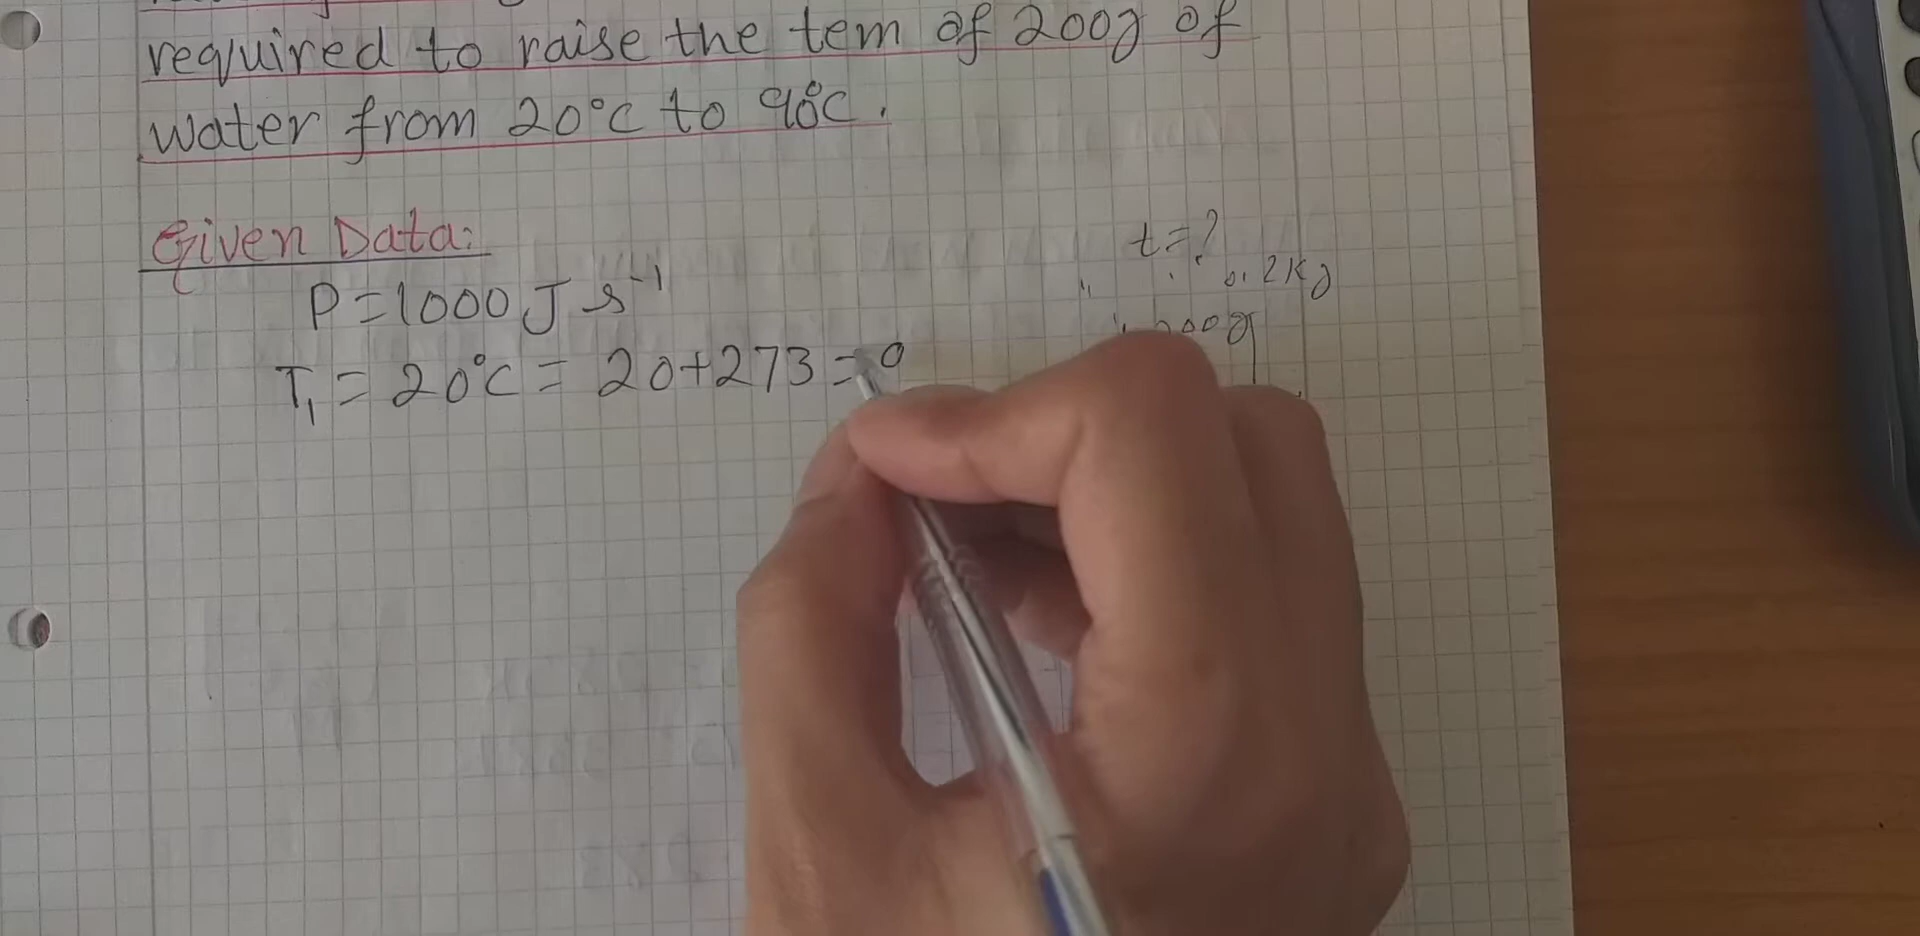 required to raise the tem of 200g of
water from 20°C to 90°C.
Given Data:
P=1000 J s⁻¹
T₁ = 20°C = 20+273 =
t=?
0.2Kg
200g